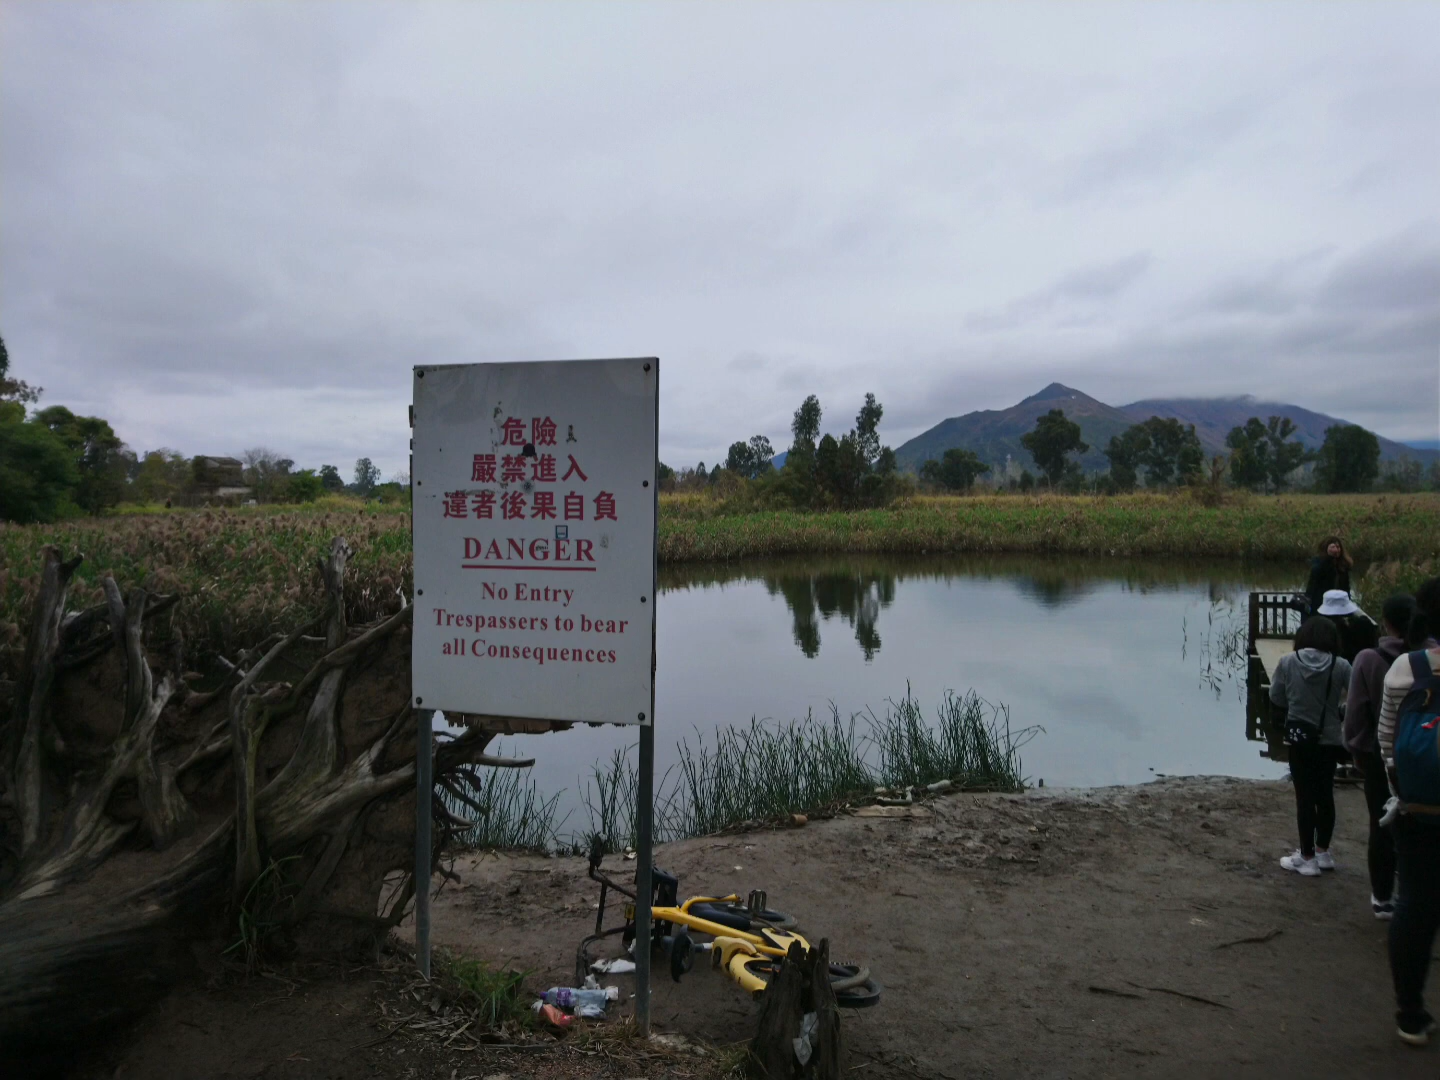 危險
嚴禁進入
違者後果自負
DANGER
No Entry
Trespassers to bear
all Consequences